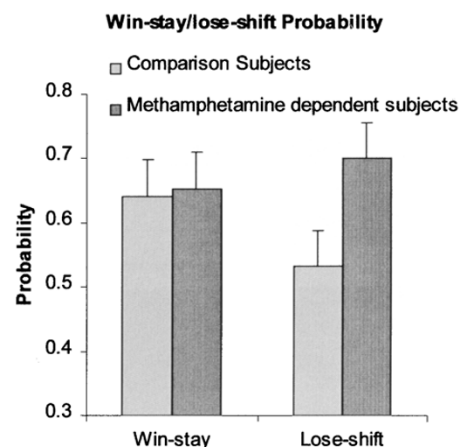 Win-stay/lose-shift Probability
Comparison Subjects
Methamphetamine dependent subjects
Probability
0.8
0.7
0.6
0.5
0.4
0.3
Win-stay
Lose-shift